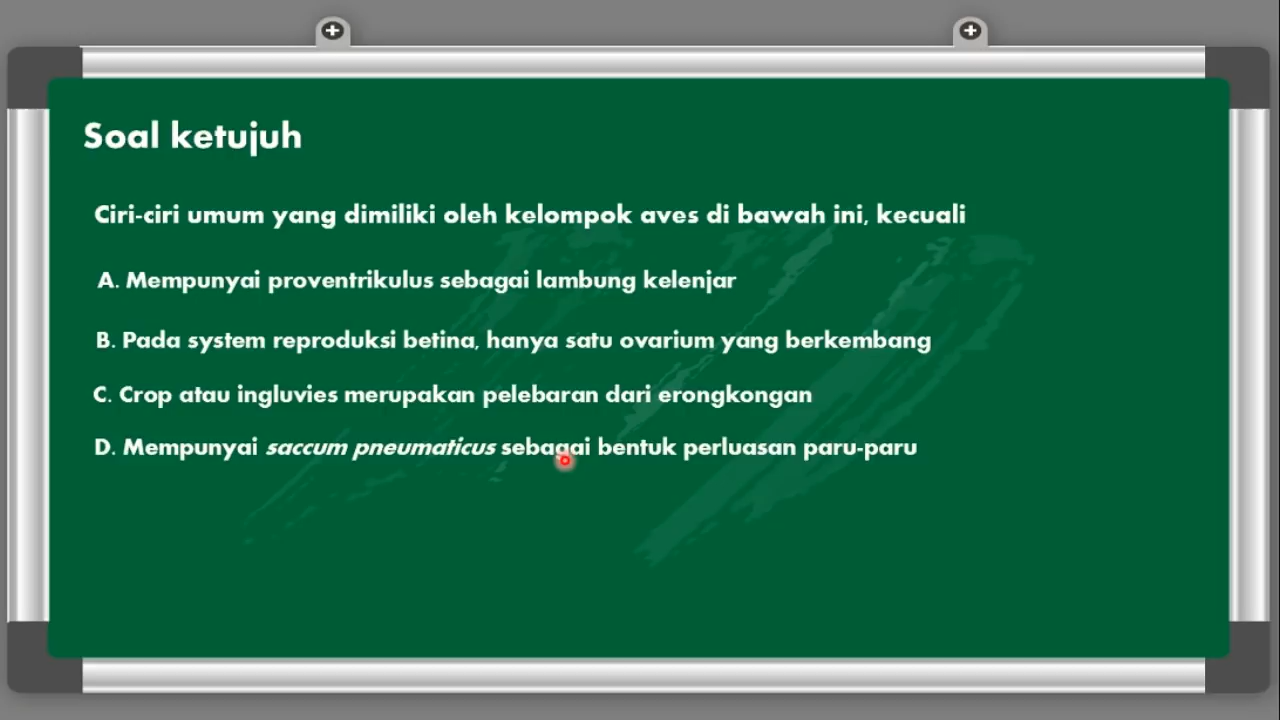 Soal ketujuh
Ciri-ciri umum yang dimiliki oleh kelompok aves di bawah ini, kecuali
A. Mempunyai proventrikulus sebagai lambung kelenjar
B. Pada system reproduksi betina, hanya satu ovarium yang berkembang
C. Crop atau ingluvies merupakan pelebaran dari erongkongan
D. Mempunyai saccum pneumaticus sebagai bentuk perluasan paru-paru